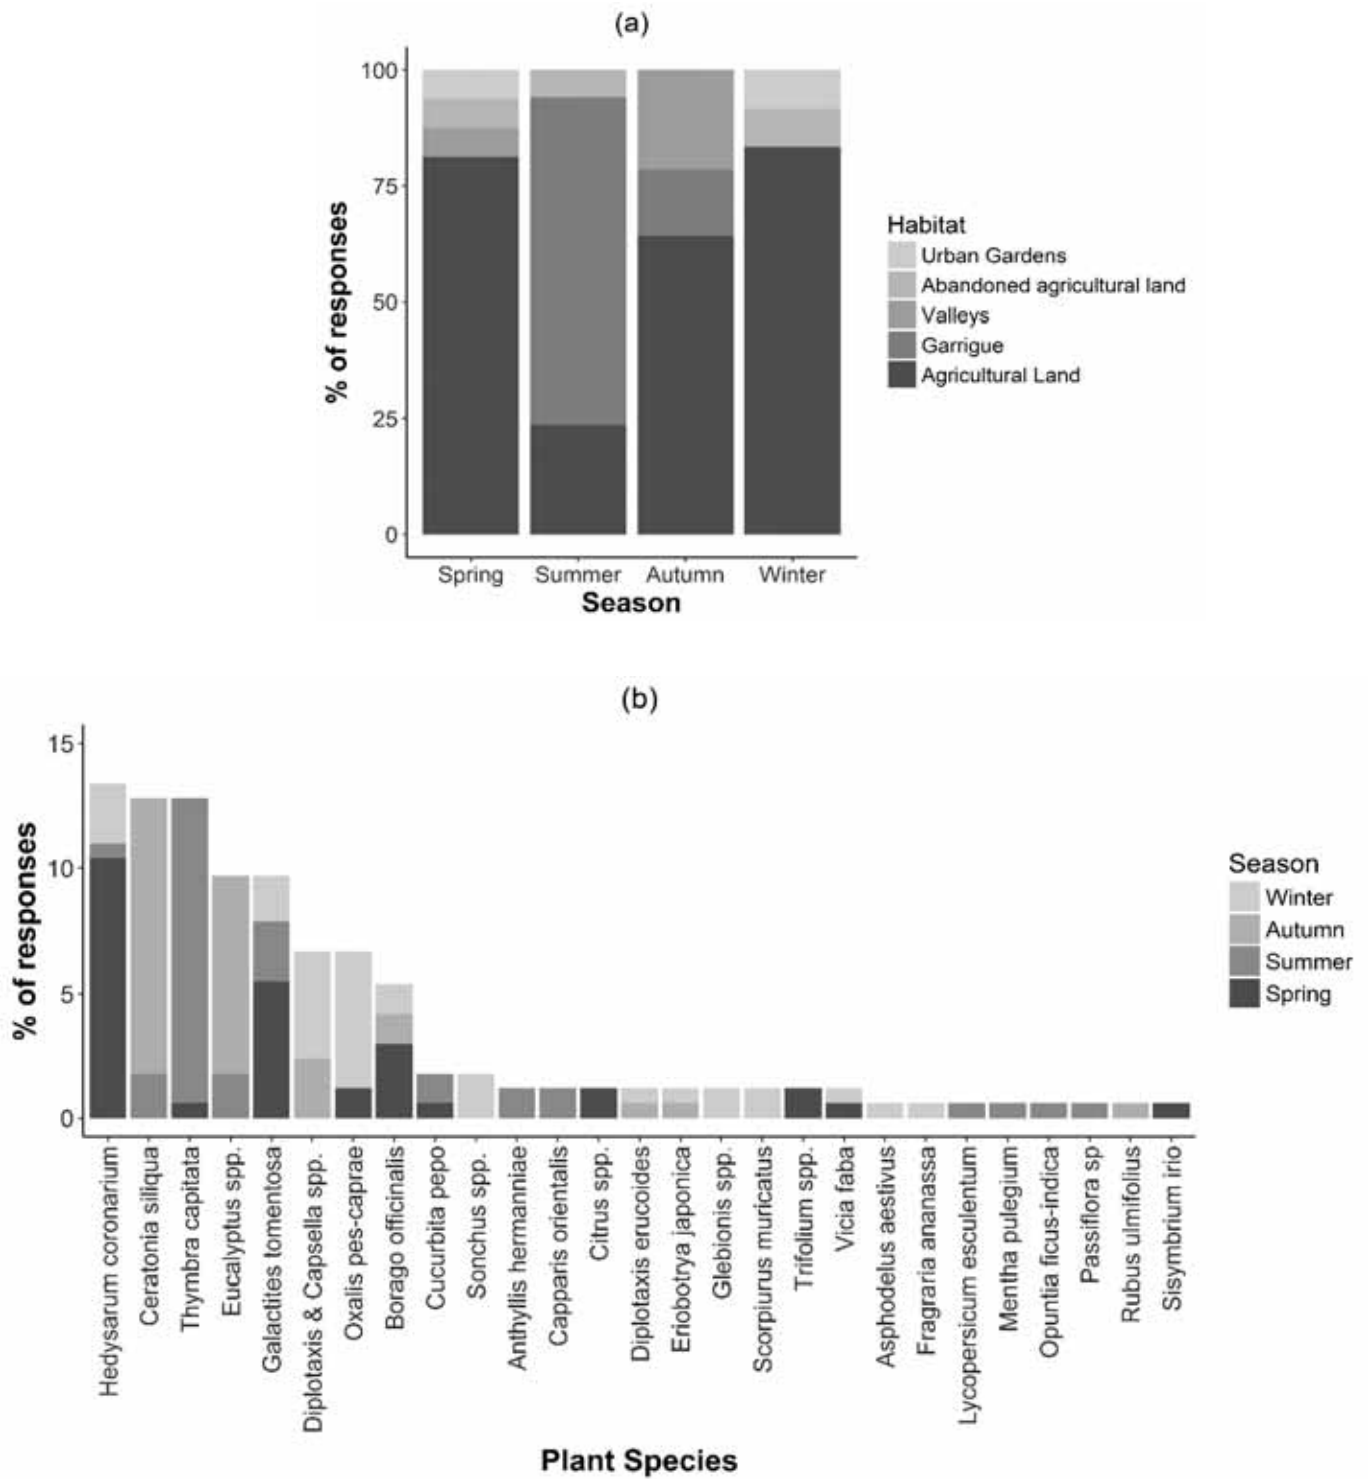 (a)
% of responses
100
75
50
25
0
Spring Summer Autumn Winter
Season
Habitat
Urban Gardens
Abandoned agricultural land
Valleys
Garrigue
Agricultural Land
(b)
% of responses
15
10
5
0
Hedysarum coronarium
Ceratonia siliqua
Thymbra capitata
Eucalyptus spp.
Galactites tomentosa
Diplotaxis & Capsella spp.
Oxalis pes-caprae
Borago officinalis
Cucurbita pepo
Sonchus spp.
Anthyllis hermanniae
Capparis orientalis
Citrus spp.
Diplotaxis erucoides
Eriobotrya japonica
Glebionis spp.
Scorpiurus muricatus
Trifolium spp.
Vicia faba
Asphodelus aestivus
Fragraria ananassa
Lycopersicum esculentum
Mentha pulegium
Opuntia ficus-indica
Passiflora sp
Rubus ulmifolius
Sisymbrium irio
Plant Species
Season
Winter
Autumn
Summer
Spring